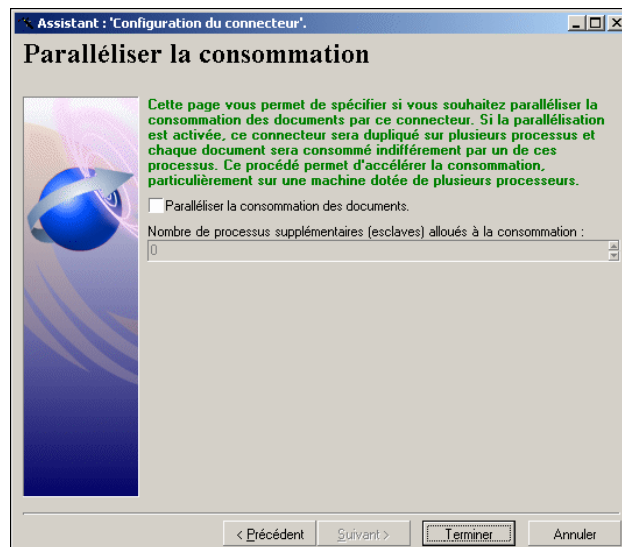 Assistant : 'Configuration du connecteur'.
Paralléliser la consommation
Cette page vous permet de spécifier si vous souhaitez paralléliser la
consommation des documents par ce connecteur. Si la parallélisation
est activée, ce connecteur sera dupliqué sur plusieurs processus et
chaque document sera consommé indifférement par un de ces
processus. Ce procédé permet d'accélérer la consommation,
particulièrement sur une machine dotée de plusieurs processeurs.
Paralléliser la consommation des documents.
Nombre de processus supplémentaires (esclaves) alloués à la consommation :
0
< Précédent Suivant > Terminer Annuler